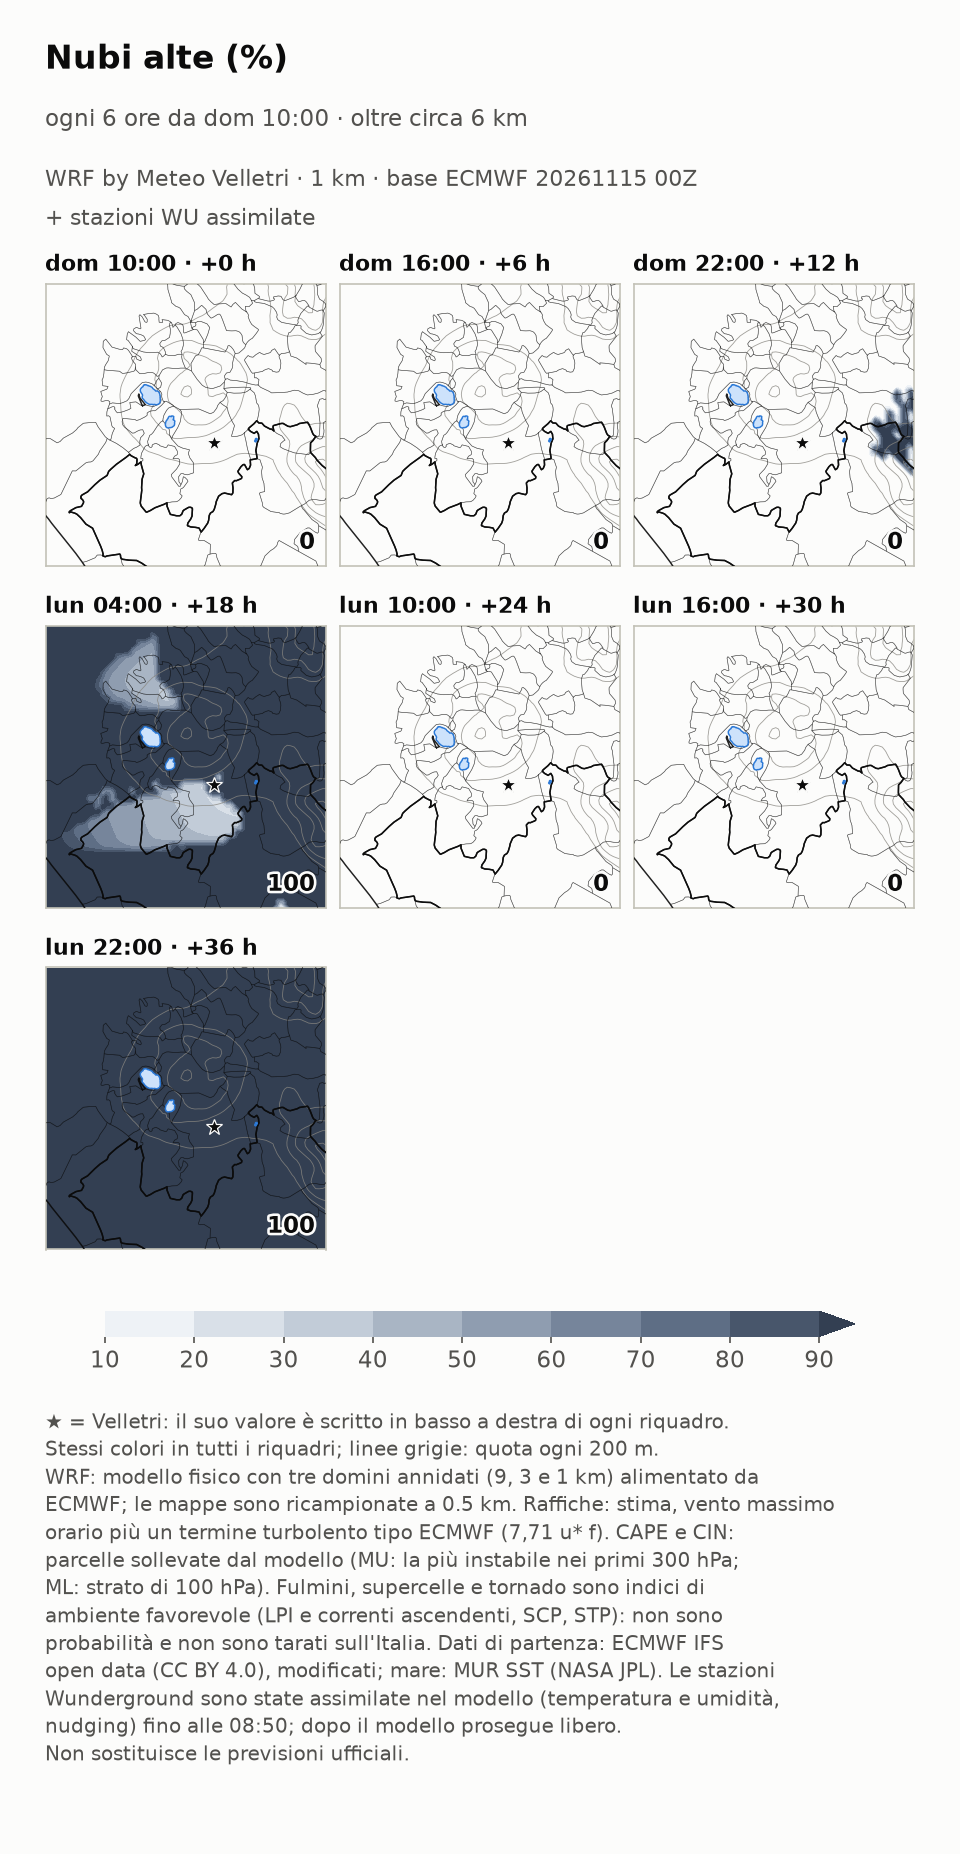 Nubi alte (%)
ogni 6 ore da dom 10:00 · oltre circa 6 km
WRF by Meteo Velletri · 1 km · base ECMWF 20261115 00Z
+ stazioni WU assimilate
dom 10:00 · +0 h
dom 16:00 · +6 h
dom 22:00 · +12 h
0
0
0
lun 04:00 · +18 h
lun 10:00 · +24 h
lun 16:00 · +30 h
100
0
0
lun 22:00 · +36 h
100
10 20 30 40 50 60 70 80 90
★ = Velletri: il suo valore è scritto in basso a destra di ogni riquadro.
Stessi colori in tutti i riquadri; linee grigie: quota ogni 200 m.
WRF: modello fisico con tre domini annidati (9, 3 e 1 km) alimentato da
ECMWF; le mappe sono ricampionate a 0.5 km. Raffiche: stima, vento massimo
orario più un termine turbolento tipo ECMWF (7,71 u* f). CAPE e CIN:
parcelle sollevate dal modello (MU: la più instabile nei primi 300 hPa;
ML: strato di 100 hPa). Fulmini, supercelle e tornado sono indici di
ambiente favorevole (LPI e correnti ascendenti, SCP, STP): non sono
probabilità e non sono tarati sull'Italia. Dati di partenza: ECMWF IFS
open data (CC BY 4.0), modificati; mare: MUR SST (NASA JPL). Le stazioni
Wunderground sono state assimilate nel modello (temperatura e umidità,
nudging) fino alle 08:50; dopo il modello prosegue libero.
Non sostituisce le previsioni ufficiali.